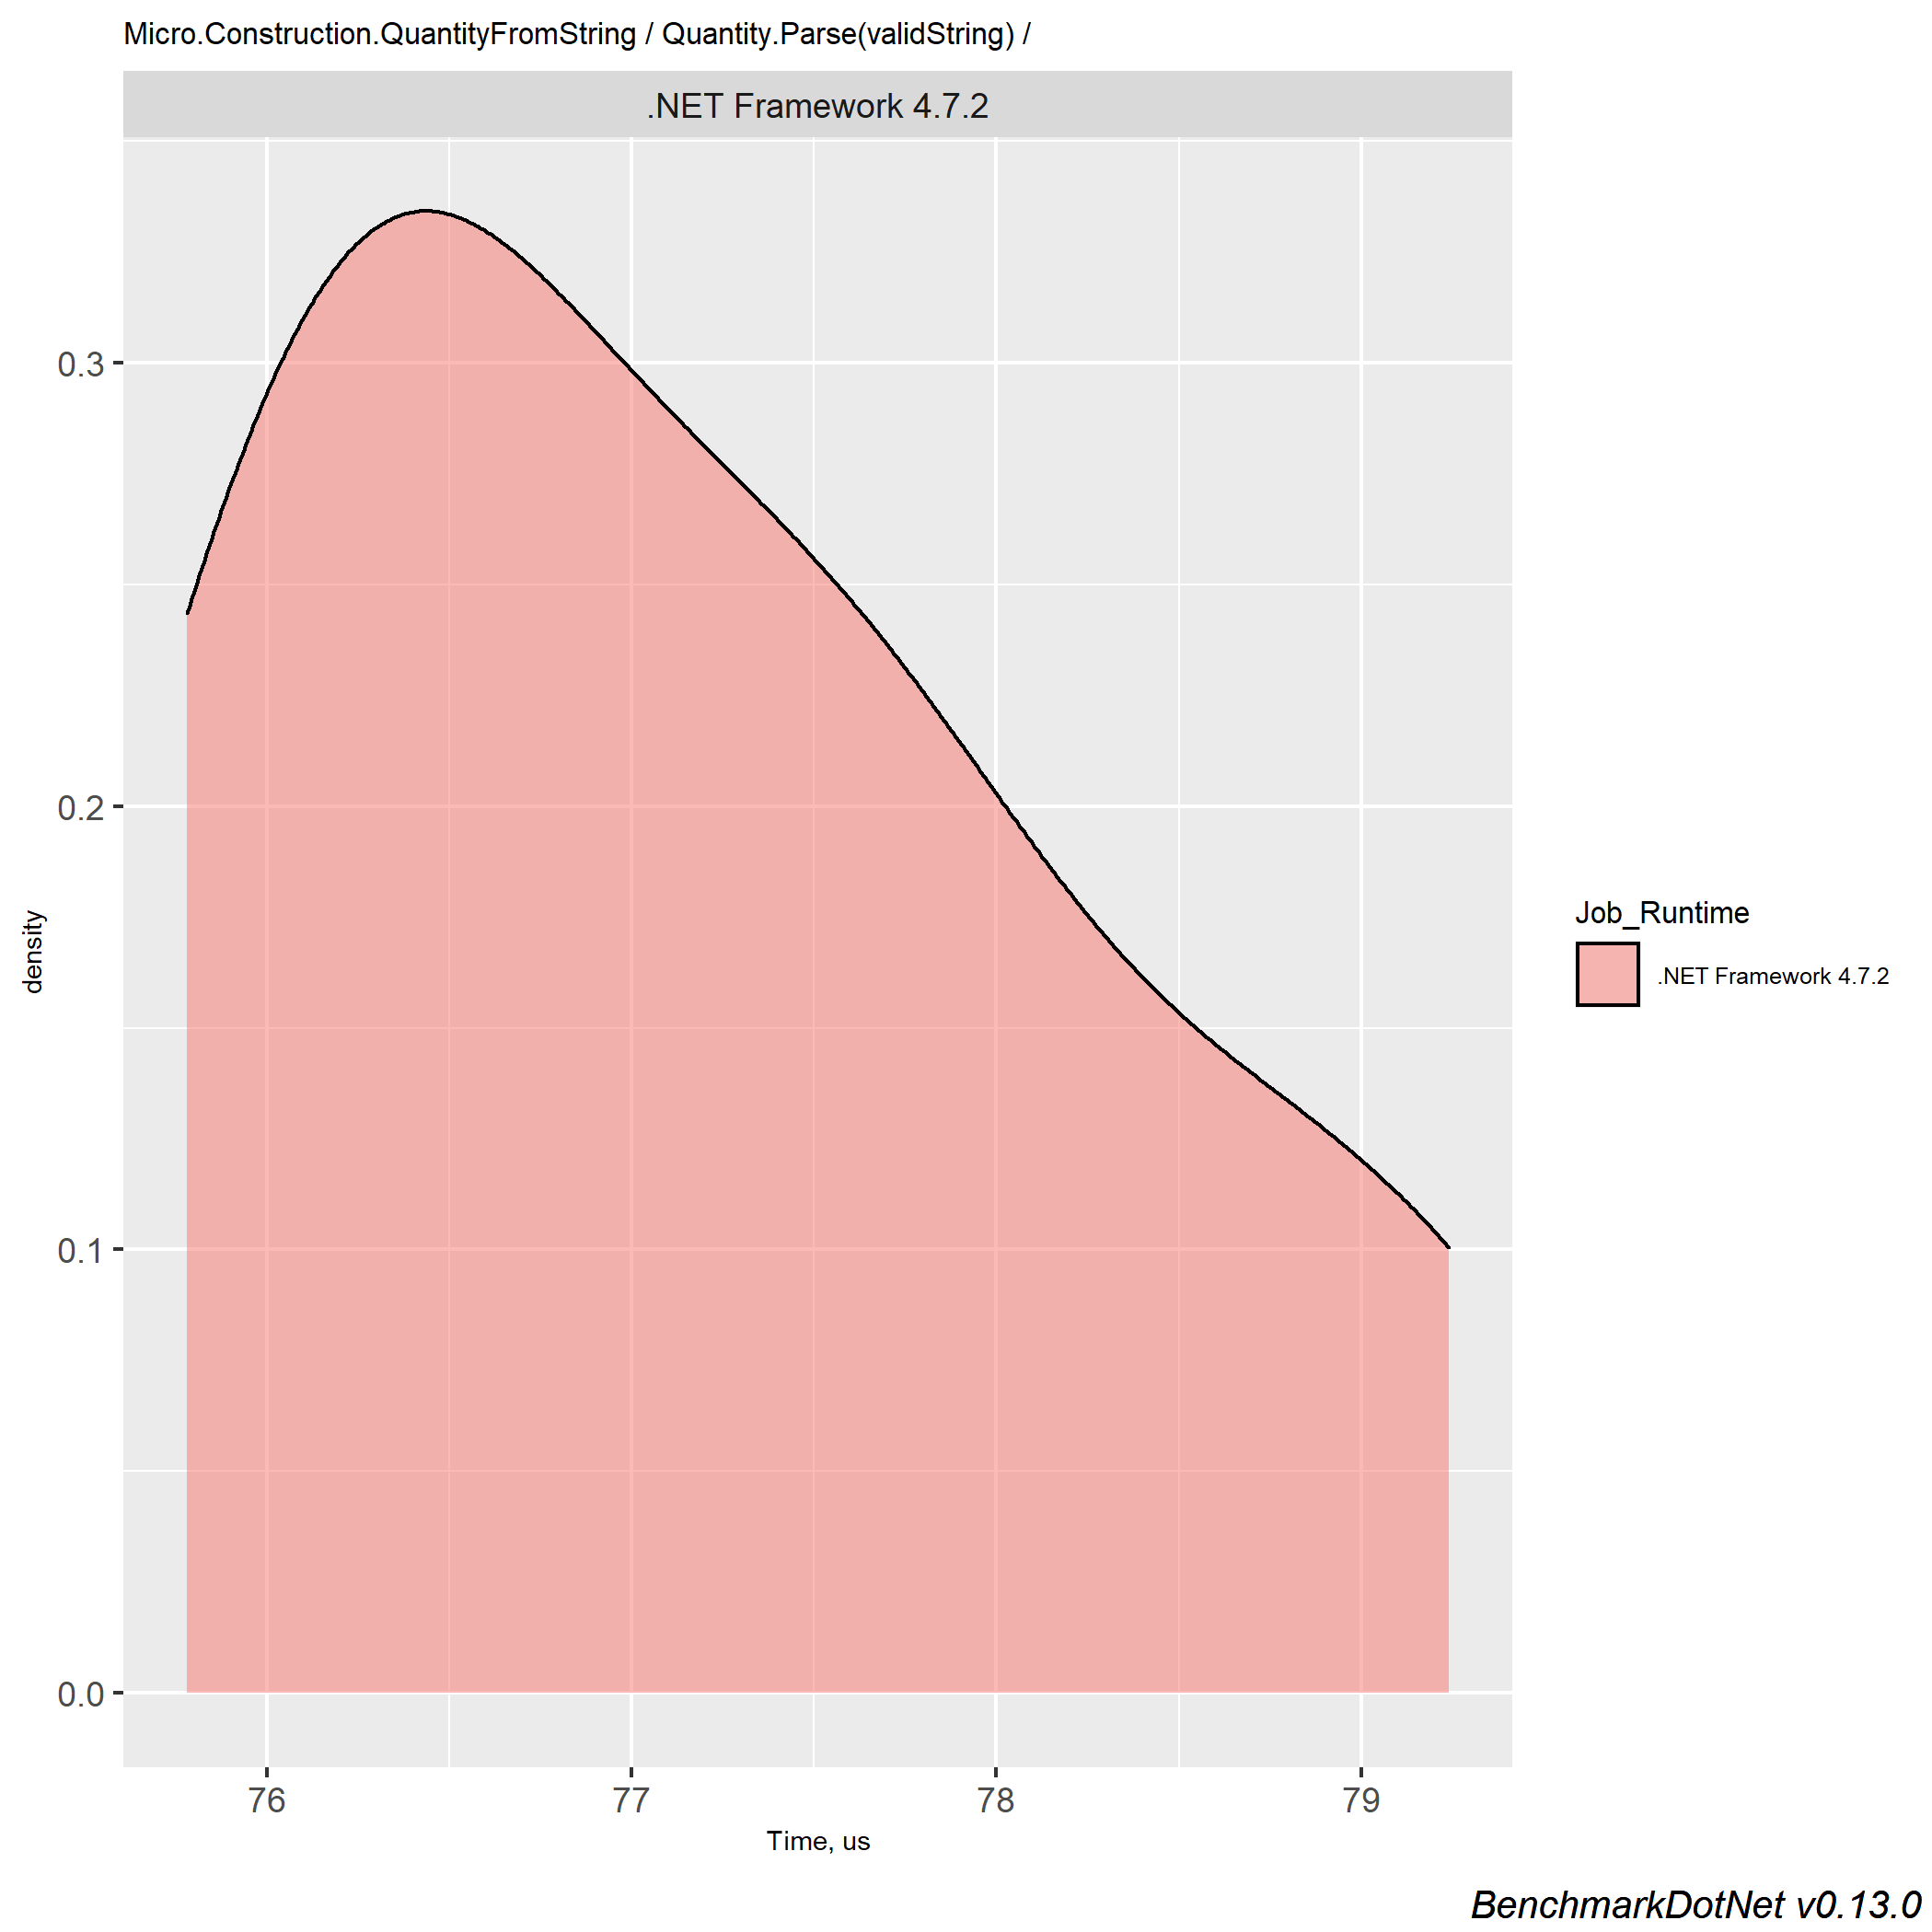 Micro.Construction.QuantityFromString / Quantity.Parse(validString) /
.NET Framework 4.7.2
0.3
0.2
0.1
0.0
density
76 77 78 79
Time, us
Job_Runtime
.NET Framework 4.7.2
BenchmarkDotNet v0.13.0